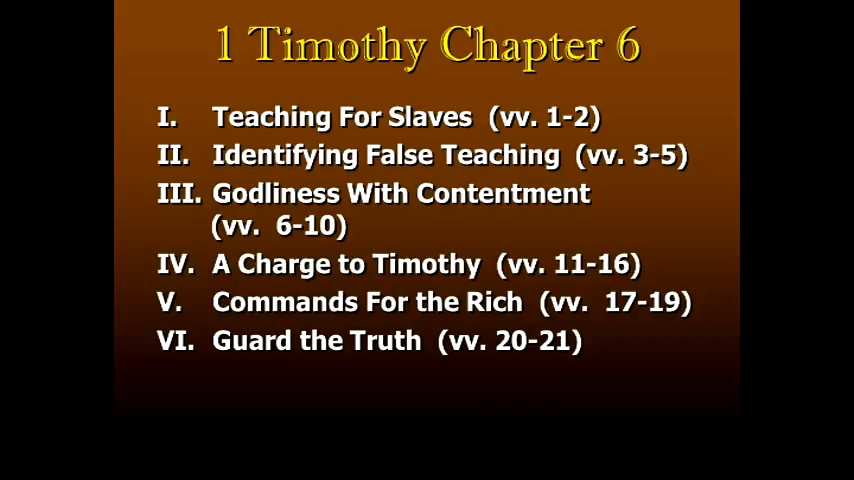 1 Timothy Chapter 6
I. Teaching For Slaves (vv. 1-2)
II. Identifying False Teaching (vv. 3-5)
III. Godliness With Contentment
(vv. 6-10)
IV. A Charge to Timothy (vv. 11-16)
V. Commands For the Rich (vv. 17-19)
VI. Guard the Truth (vv. 20-21)